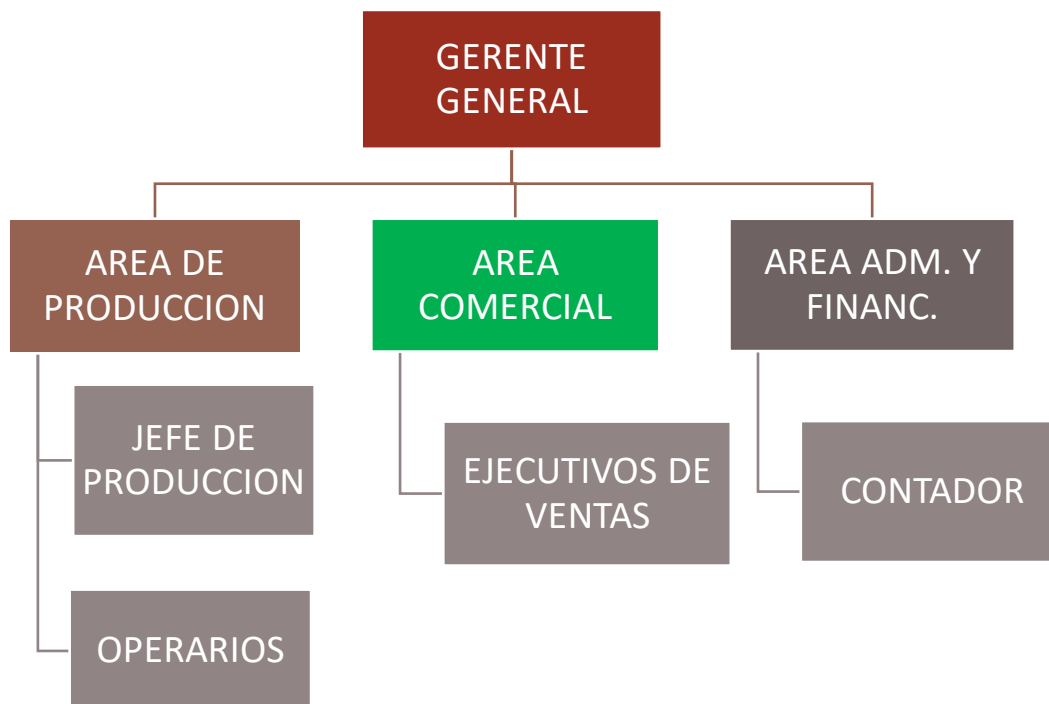 GERENTE
GENERAL
AREA DE
PRODUCCION
AREA
COMERCIAL
AREA ADM. Y
FINANC.
JEFE DE
PRODUCCION
EJECUTIVOS DE
VENTAS
CONTADOR
OPERARIOS